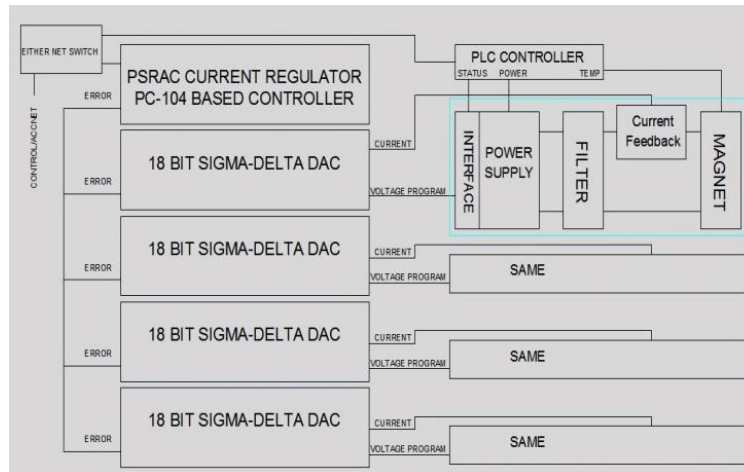 EITHER NET SWITCH
PSRAC CURRENT REGULATOR
PC-104 BASED CONTROLLER
PLC CONTROLLER
STATUS POWER TEMP
ERROR
CONTROL/ACCNET
18 BIT SIGMA-DELTA DAC
ERROR
CURRENT
VOLTAGE PROGRAM
INTERFACE
POWER
SUPPLY
FILTER
Current
Feedback
MAGNET
18 BIT SIGMA-DELTA DAC
ERROR
CURRENT
VOLTAGE PROGRAM
SAME
18 BIT SIGMA-DELTA DAC
ERROR
CURRENT
VOLTAGE PROGRAM
SAME
18 BIT SIGMA-DELTA DAC
ERROR
CURRENT
VOLTAGE PROGRAM
SAME